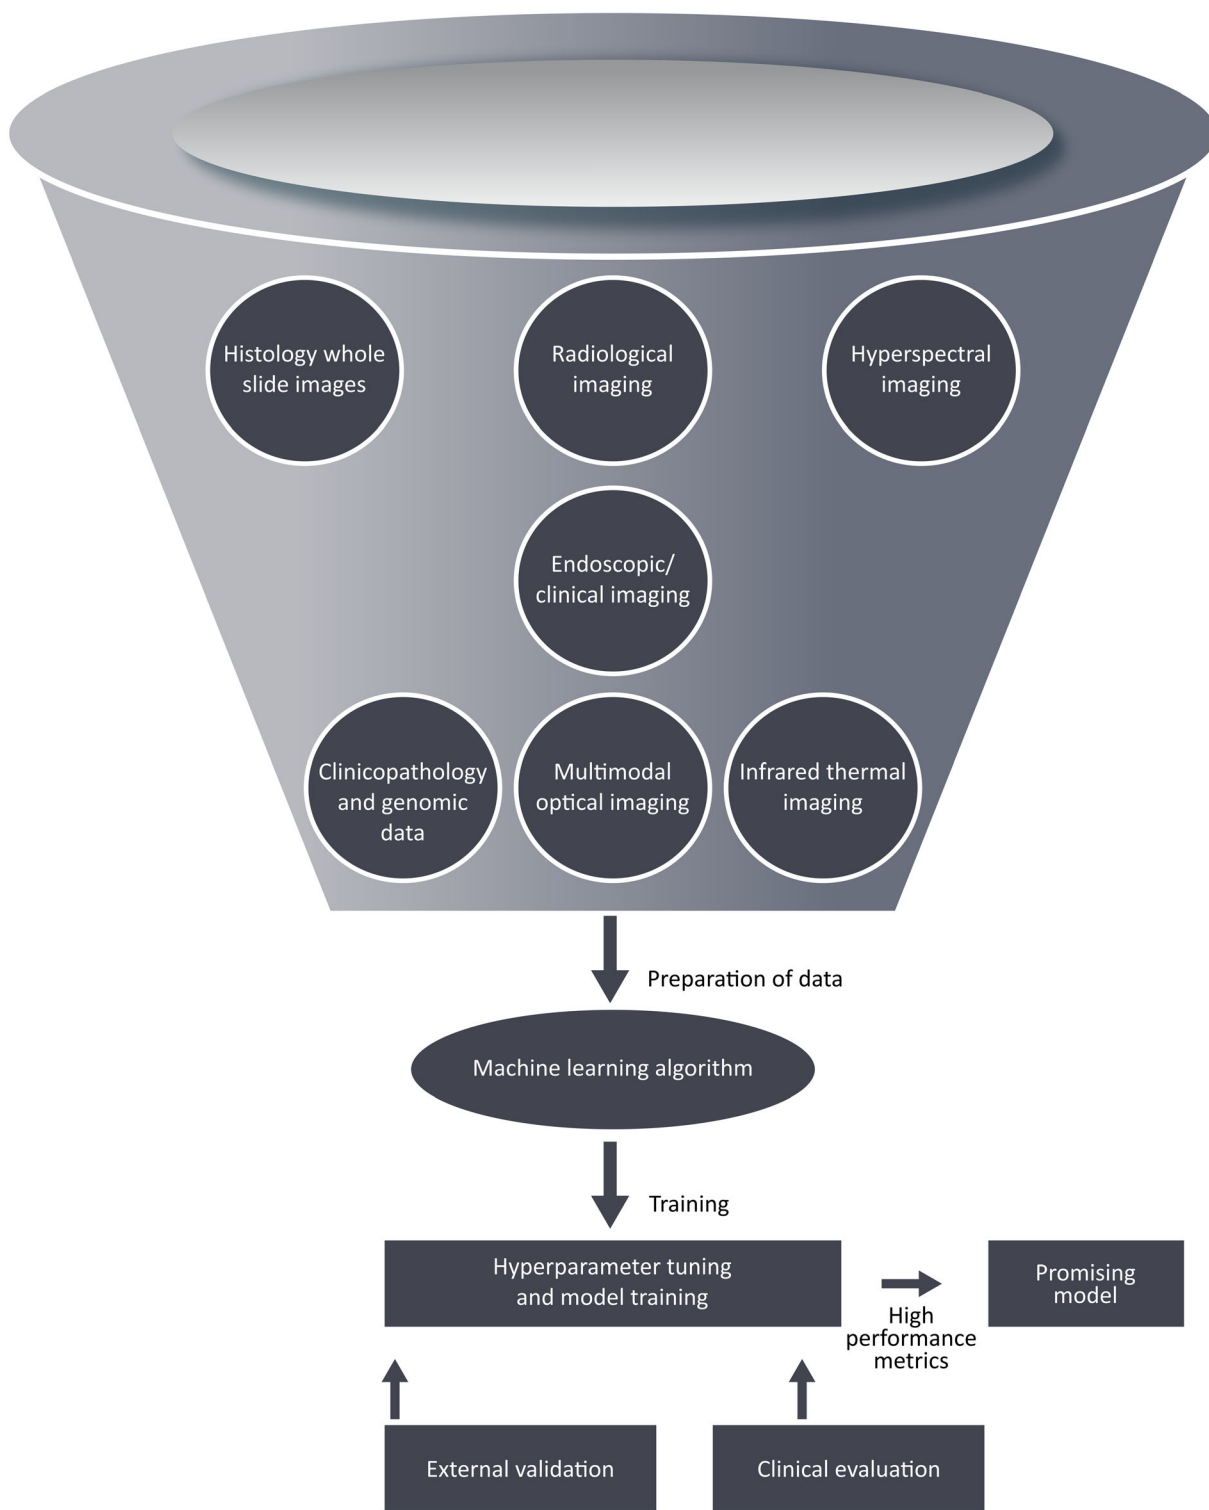 Histology whole
slide images
Radiological
imaging
Hyperspectral
imaging
Endoscopic/
clinical imaging
Clinicopathology
and genomic
data
Multimodal
optical imaging
Infrared thermal
imaging
Preparation of data
Machine learning algorithm
Training
Hyperparameter tuning
and model training
High
performance
metrics
Promising
model
External validation
Clinical evaluation